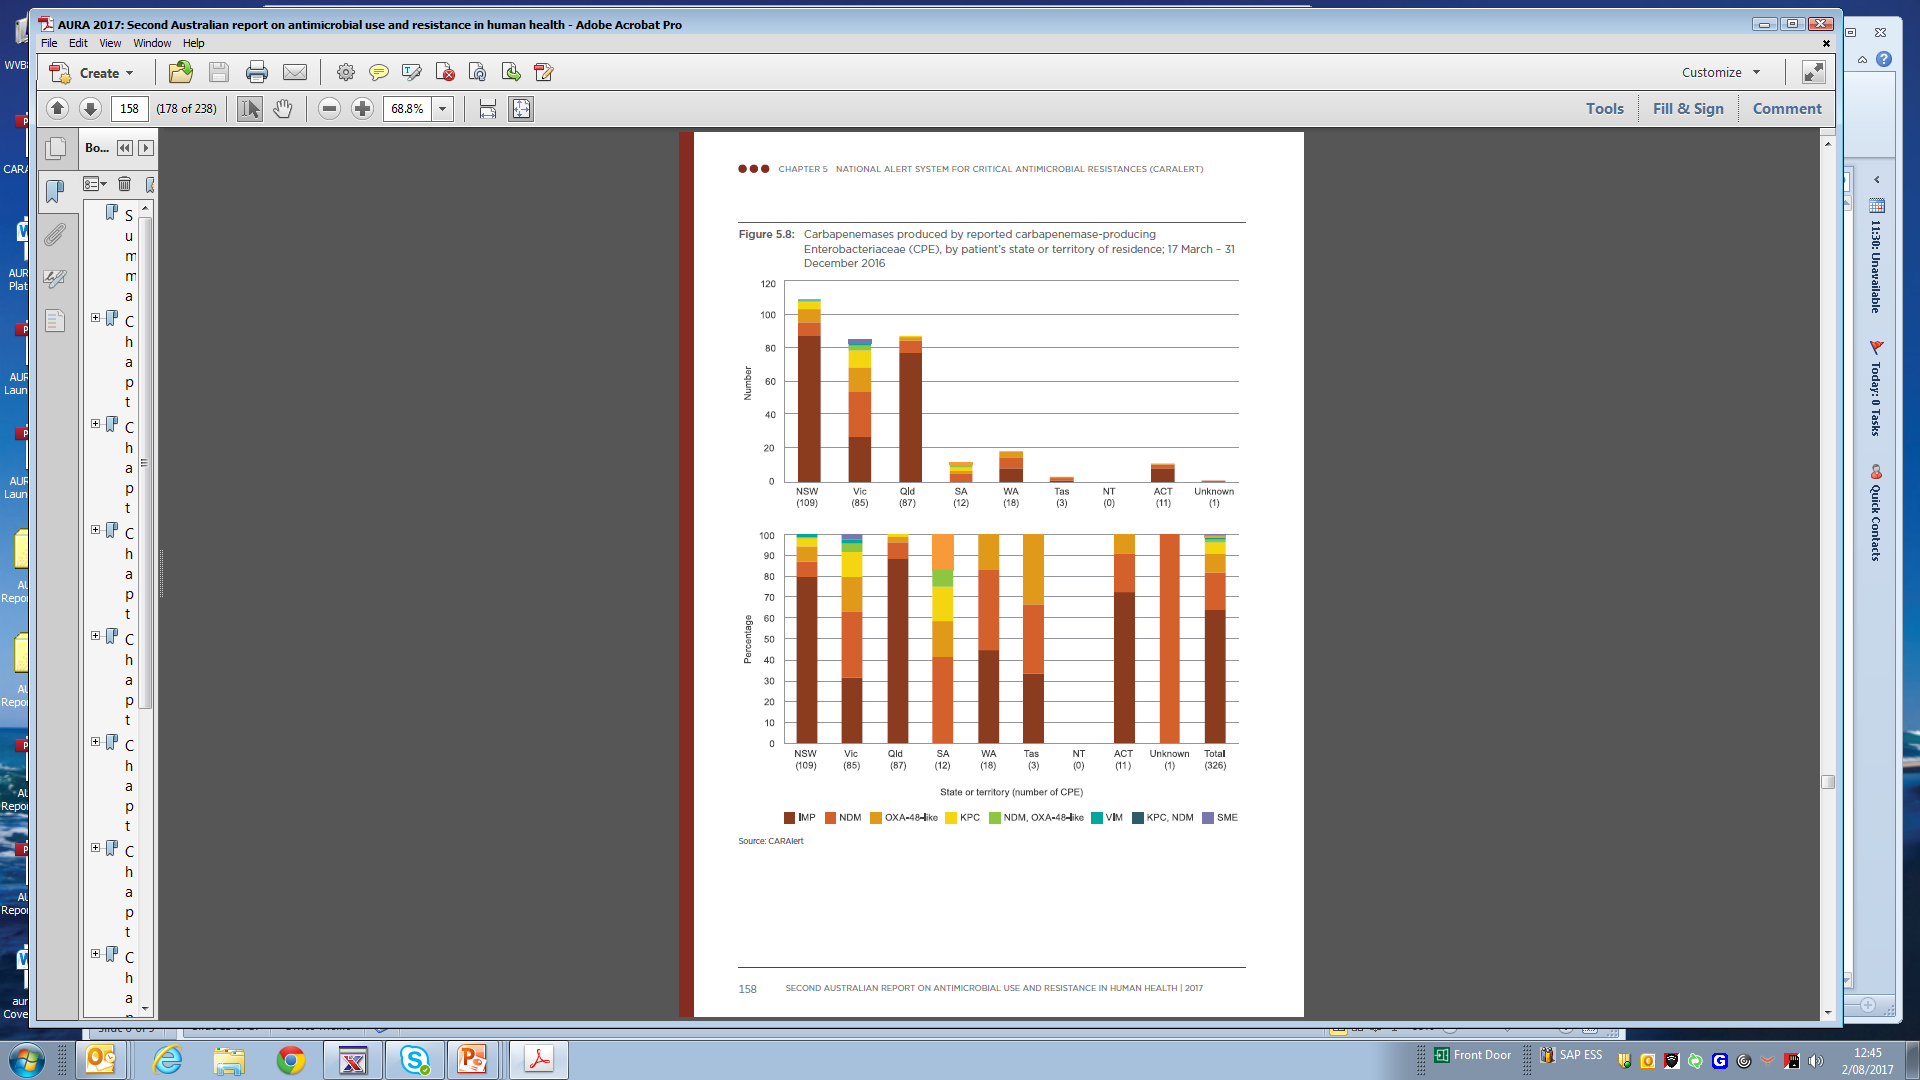 AURA 2017: Second Australian report on antimicrobial use and resistance in human health - Adobe Acrobat Pro
File Edit View Window Help
Create
Customize
158 (178 of 238)
68.8%
Tools Fill & Sign Comment
Bo...
S
u
m
m
a
C
h
a
p
t
C
h
a
p
t
C
h
a
p
t
C
h
a
p
t
C
h
a
p
t
C
h
a
p
t
C
h
a
CHAPTER 5 NATIONAL ALERT SYSTEM FOR CRITICAL ANTIMICROBIAL RESISTANCES (CARALERT)
Figure 5.8: Carbapenemases produced by reported carbapenemase-producing
Enterobacteriaceae (CPE), by patient's state or territory of residence; 17 March – 31
December 2016
Number
120
100
80
60
40
20
0
NSW Vic Qld SA WA Tas NT ACT Unknown
(109) (85) (87) (12) (18) (3) (0) (11) (1)
Percentage
100
90
80
70
60
50
40
30
20
10
0
NSW Vic Qld SA WA Tas NT ACT Unknown Total
(109) (85) (87) (12) (18) (3) (0) (11) (1) (326)
State or territory (number of CPE)
IMP NDM OXA-48-like KPC NDM, OXA-48-like VIM KPC, NDM SME
Source: CARAlert
158 SECOND AUSTRALIAN REPORT ON ANTIMICROBIAL USE AND RESISTANCE IN HUMAN HEALTH | 2017
11:30: Unavailable
Today: 0 Tasks
Quick Contacts
Front Door
SAP ESS
12:45
2/08/2017